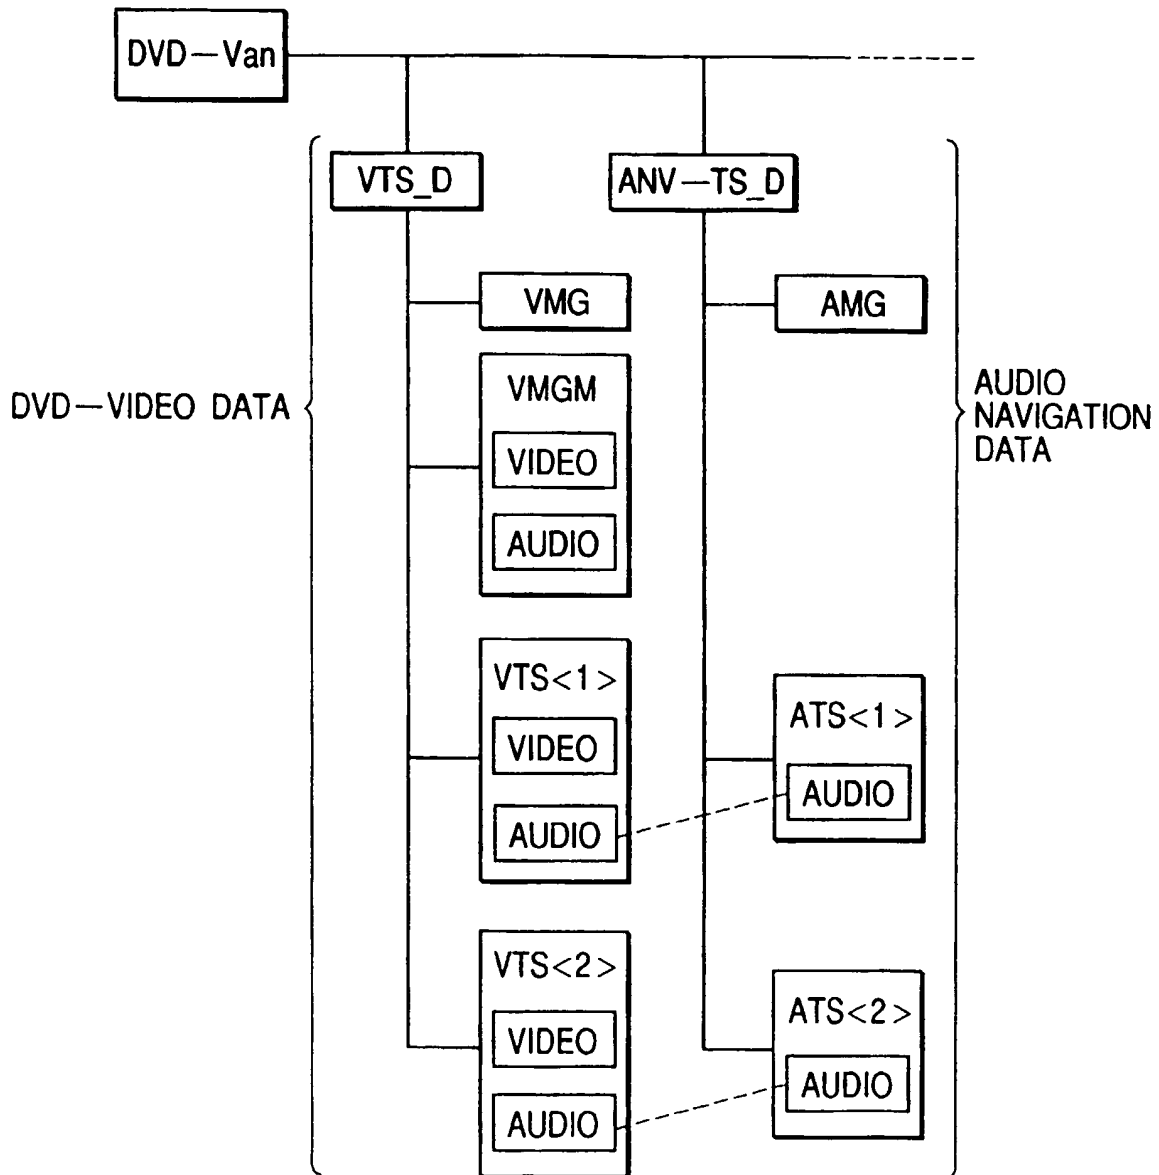 DVD—Van
VTS_D
ANV—TS_D
VMG
AMG
VMGM
VIDEO
AUDIO
DVD—VIDEO DATA
AUDIO
NAVIGATION
DATA
VTS<1>
VIDEO
AUDIO
ATS<1>
AUDIO
VTS<2>
VIDEO
AUDIO
ATS<2>
AUDIO